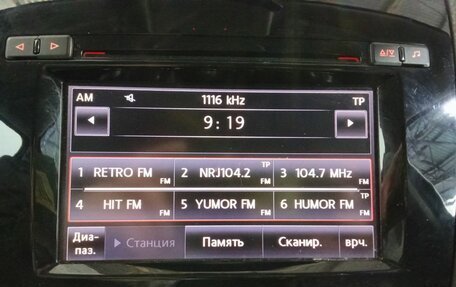 AM 1116 kHz TP
9:19
1 RETRO FM FM 2 NRJ104.2 TP FM 3 104.7 MHz FM
4 HIT FM FM 5 YUMOR FM FM 6 HUMOR FM FM
Диа-
паз. Станция Память Сканир. врч.